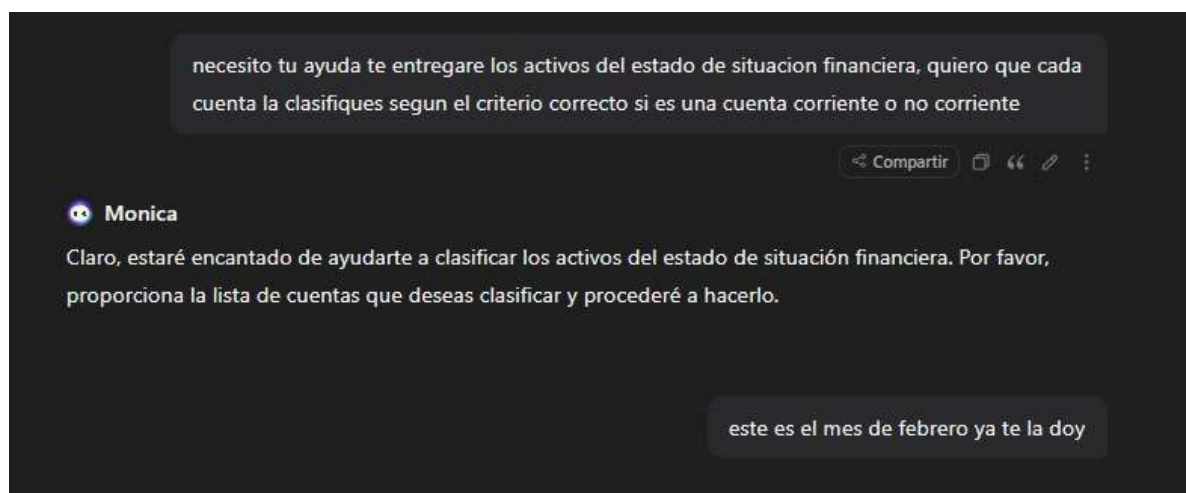 necesito tu ayuda te entregare los activos del estado de situacion financiera, quiero que cada
cuenta la clasifiques segun el criterio correcto si es una cuenta corriente o no corriente
Compartir
Monica
Claro, estaré encantado de ayudarte a clasificar los activos del estado de situación financiera. Por favor,
proporciona la lista de cuentas que deseas clasificar y procederé a hacerlo.
este es el mes de febrero ya te la doy